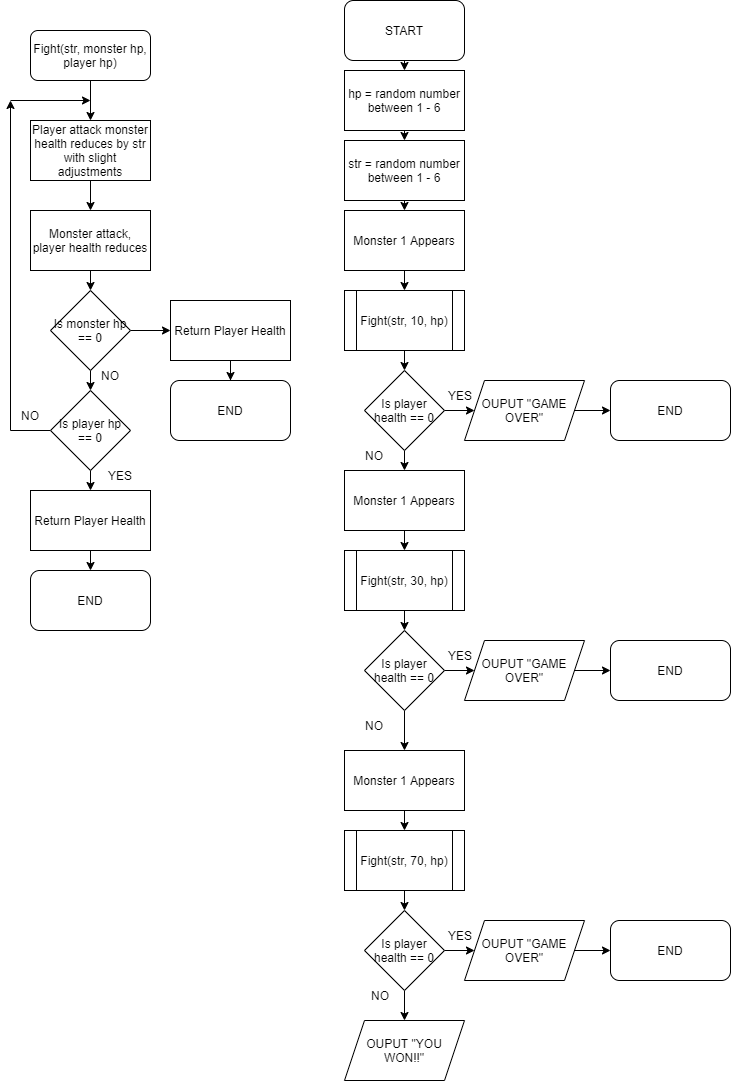 Fight(str, monster hp,
player hp)
Player attack monster
health reduces by str
with slight
adjustments
Monster attack,
player health reduces
Is monster hp
== 0
Return Player Health
END
NO
Is player hp
== 0
NO
YES
Return Player Health
END
START
hp = random number
between 1 - 6
str = random number
between 1 - 6
Monster 1 Appears
Fight(str, 10, hp)
Is player
health == 0
YES
OUPUT "GAME
OVER"
END
NO
Monster 1 Appears
Fight(str, 30, hp)
Is player
health == 0
YES
OUPUT "GAME
OVER"
END
NO
Monster 1 Appears
Fight(str, 70, hp)
Is player
health == 0
YES
OUPUT "GAME
OVER"
END
NO
OUPUT "YOU
WON!!"